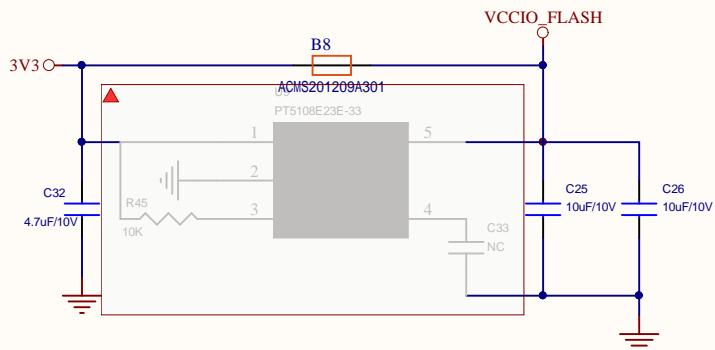 VCCIO_FLASH
B8
3V3
ACMS201209A301
PT5108E23E-33
1
5
2
C32
4.7uF/10V
R45
10K
3
4
C33
NC
C25
10uF/10V
C26
10uF/10V